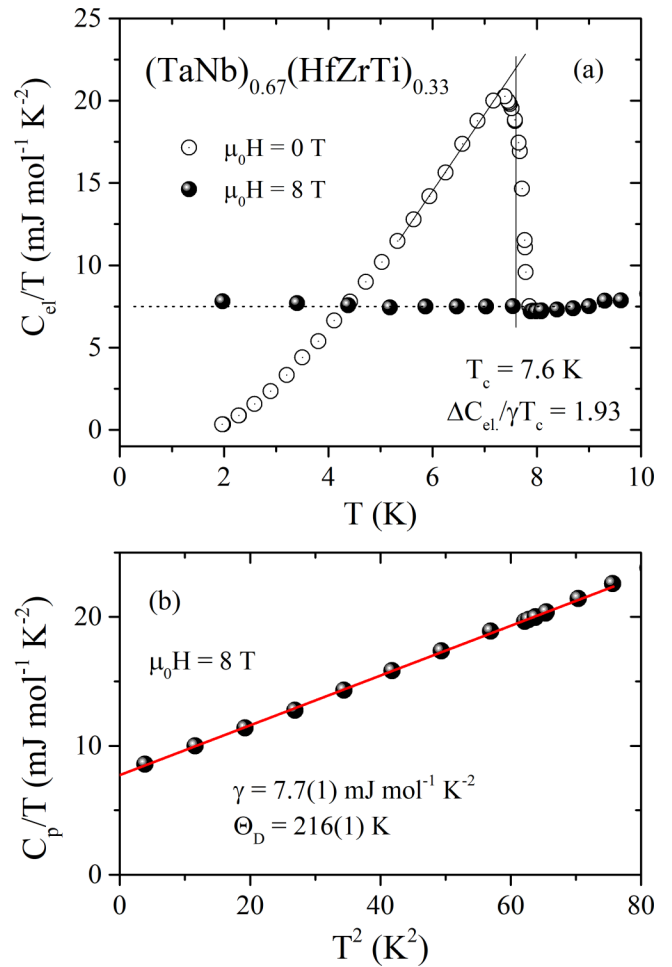 (TaNb)0.67(HfZrTi)0.33
(a)
μ0H = 0 T
μ0H = 8 T
Tc = 7.6 K
ΔCel./γTc = 1.93
Cel/T (mJ mol-1 K-2)
25
20
15
10
5
0
0 2 4 6 8 10
T (K)
(b)
μ0H = 8 T
γ = 7.7(1) mJ mol-1 K-2
ΘD = 216(1) K
Cp/T (mJ mol-1 K-2)
20
10
0
0 20 40 60 80
T2 (K2)